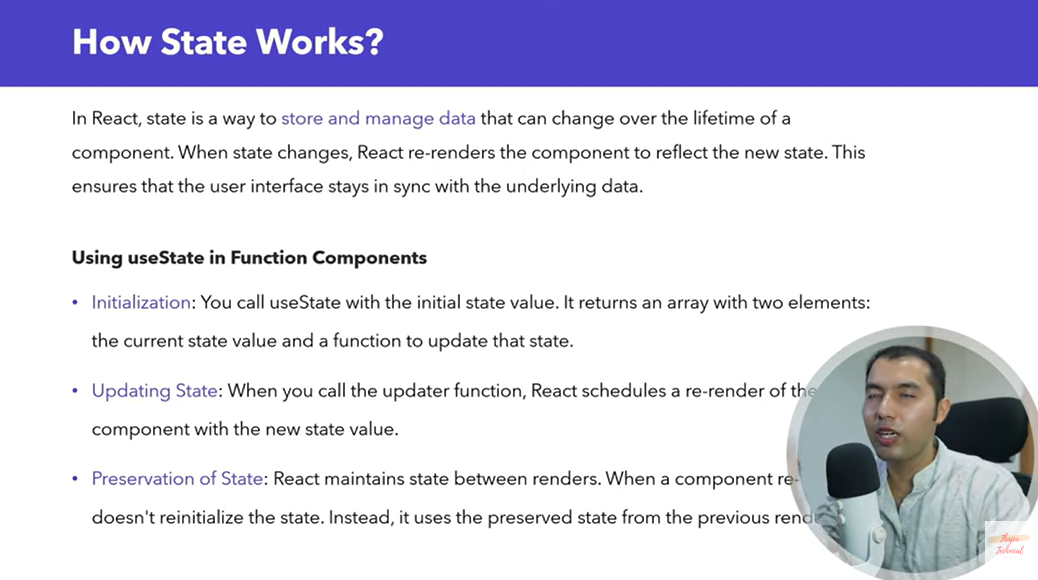 How State Works?
In React, state is a way to store and manage data that can change over the lifetime of a
component. When state changes, React re-renders the component to reflect the new state. This
ensures that the user interface stays in sync with the underlying data.
Using useState in Function Components
• Initialization: You call useState with the initial state value. It returns an array with two elements:
the current state value and a function to update that state.
• Updating State: When you call the updater function, React schedules a re-render of the
component with the new state value.
• Preservation of State: React maintains state between renders. When a component re-
doesn't reinitialize the state. Instead, it uses the preserved state from the previous
Thapa
Technical